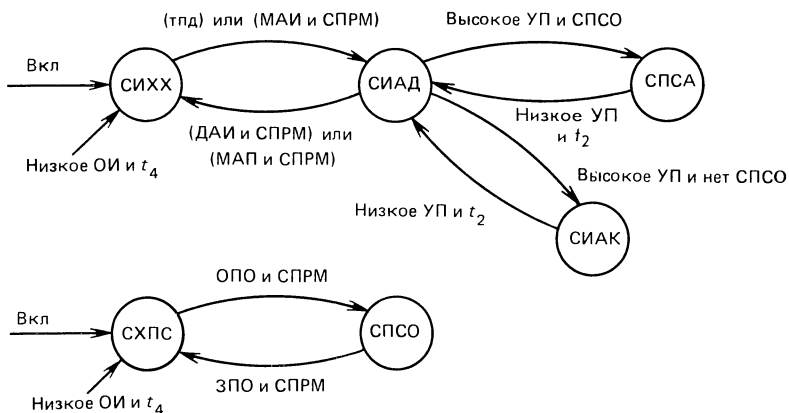 (тпд) или (МАИ и СПРМ)
Высокое УП и СПСО
Вкл
СИХХ
СИАД
СПСА
(ДАИ и СПРМ) или
(МАП и СПРМ)
Низкое УП
и t₂
Низкое ОИ и t₄
Высокое УП и нет СПСО
Низкое УП и t₂
СИАК
ОПО и СПРМ
Вкл
СХПС
СПСО
ЗПО и СПРМ
Низкое ОИ и t₄